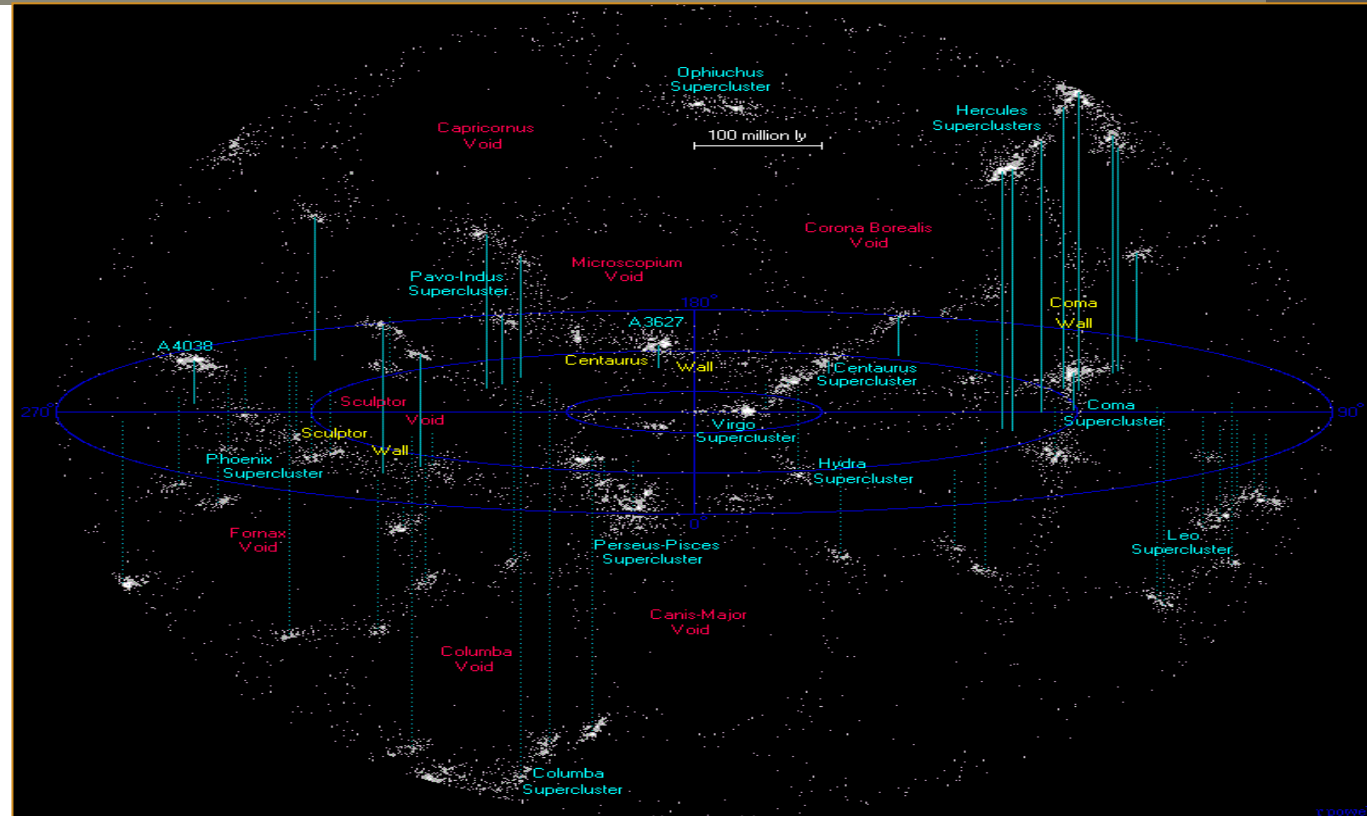 Ophiuchus
Supercluster
Hercules
Superclusters
Capricornus
Void
100 million ly
Corona Borealis
Void
Microscopium
Void
Pavo-Indus
Supercluster
180°
Coma
Wall
A3627
A4038
Centaurus
Wall
Centaurus
Supercluster
270°
90°
Sculptor
Void
Coma
Supercluster
Virgo
Supercluster
Sculptor
Wall
Phoenix
Supercluster
Hydra
Supercluster
0°
Fornax
Void
Perseus-Pisces
Supercluster
Leo
Supercluster
Canis-Major
Void
Columba
Void
Columba
Supercluster